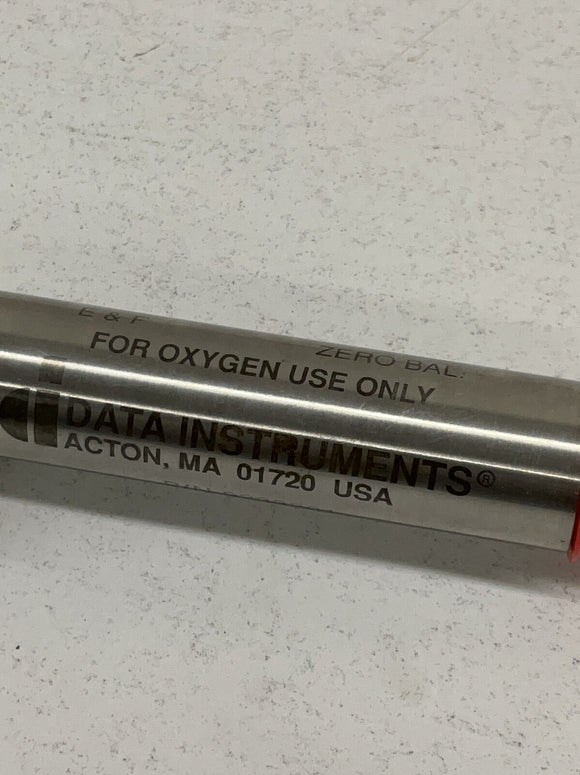 E & F
ZERO BAL:
FOR OXYGEN USE ONLY
DATA INSTRUMENTS®
ACTON, MA 01720 USA